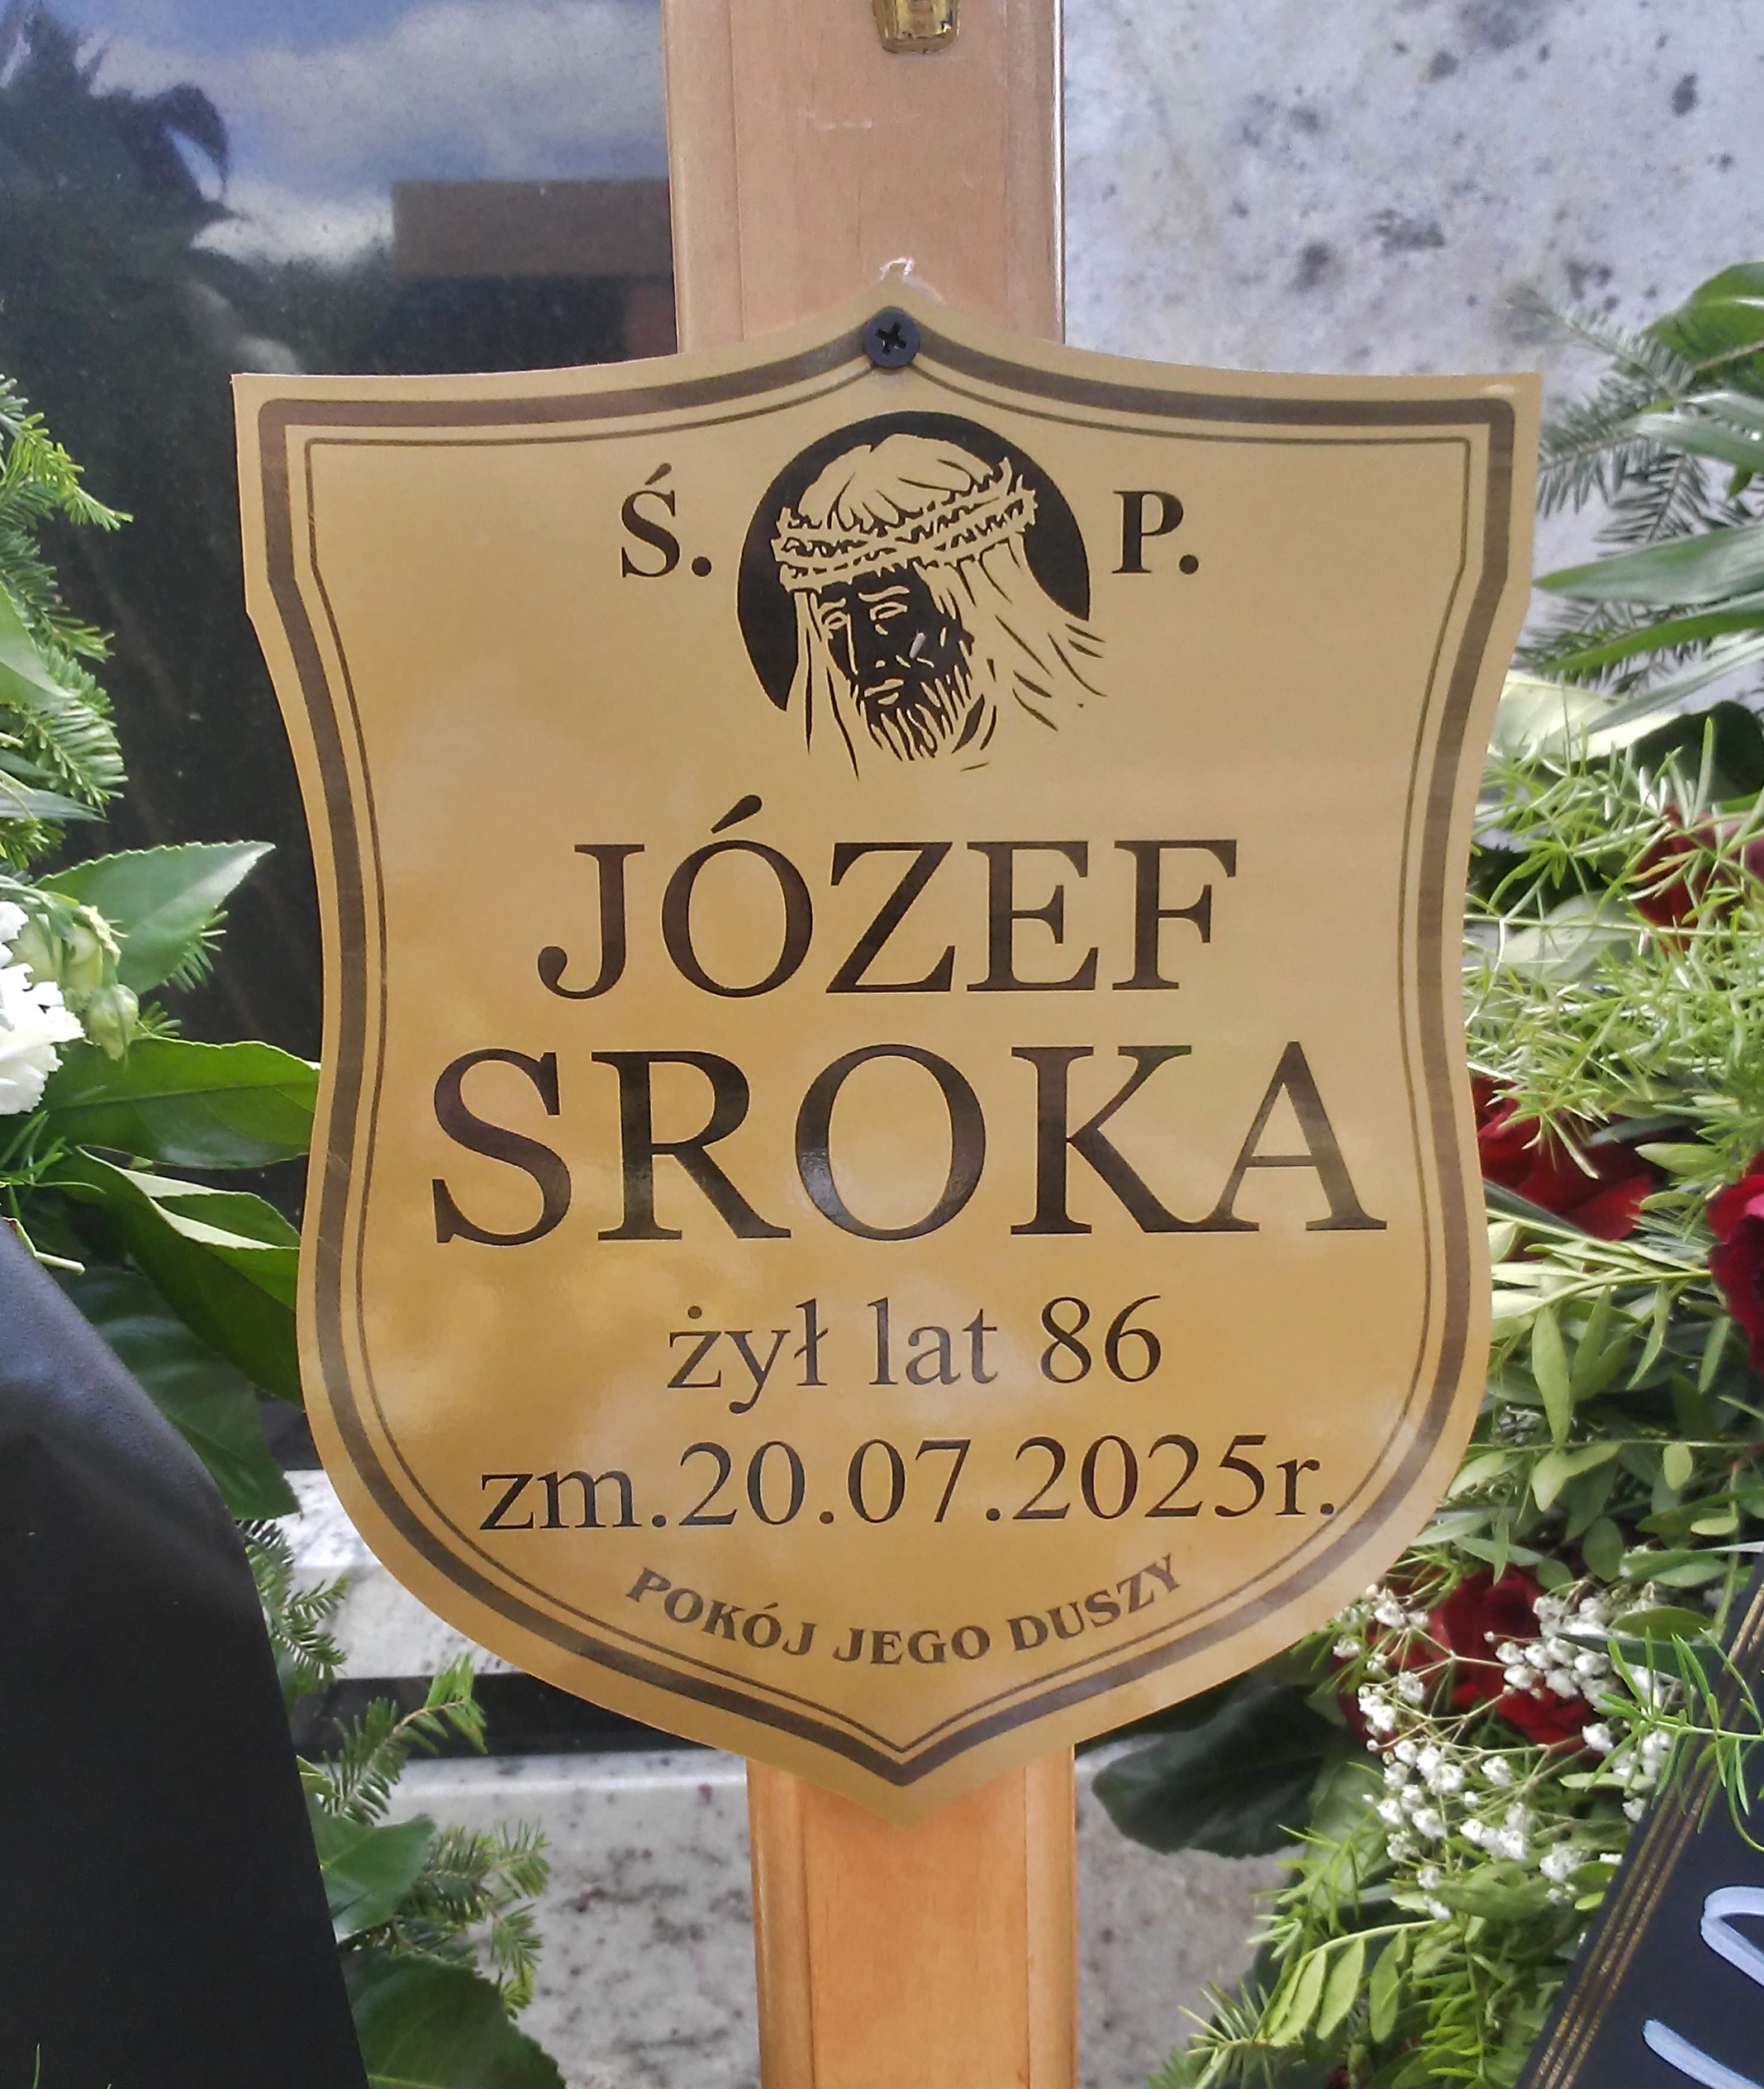 Ś. P.
JÓZEF
SROKA
żył lat 86
zm.20.07.2025r.
POKÓJ JEGO DUSZY